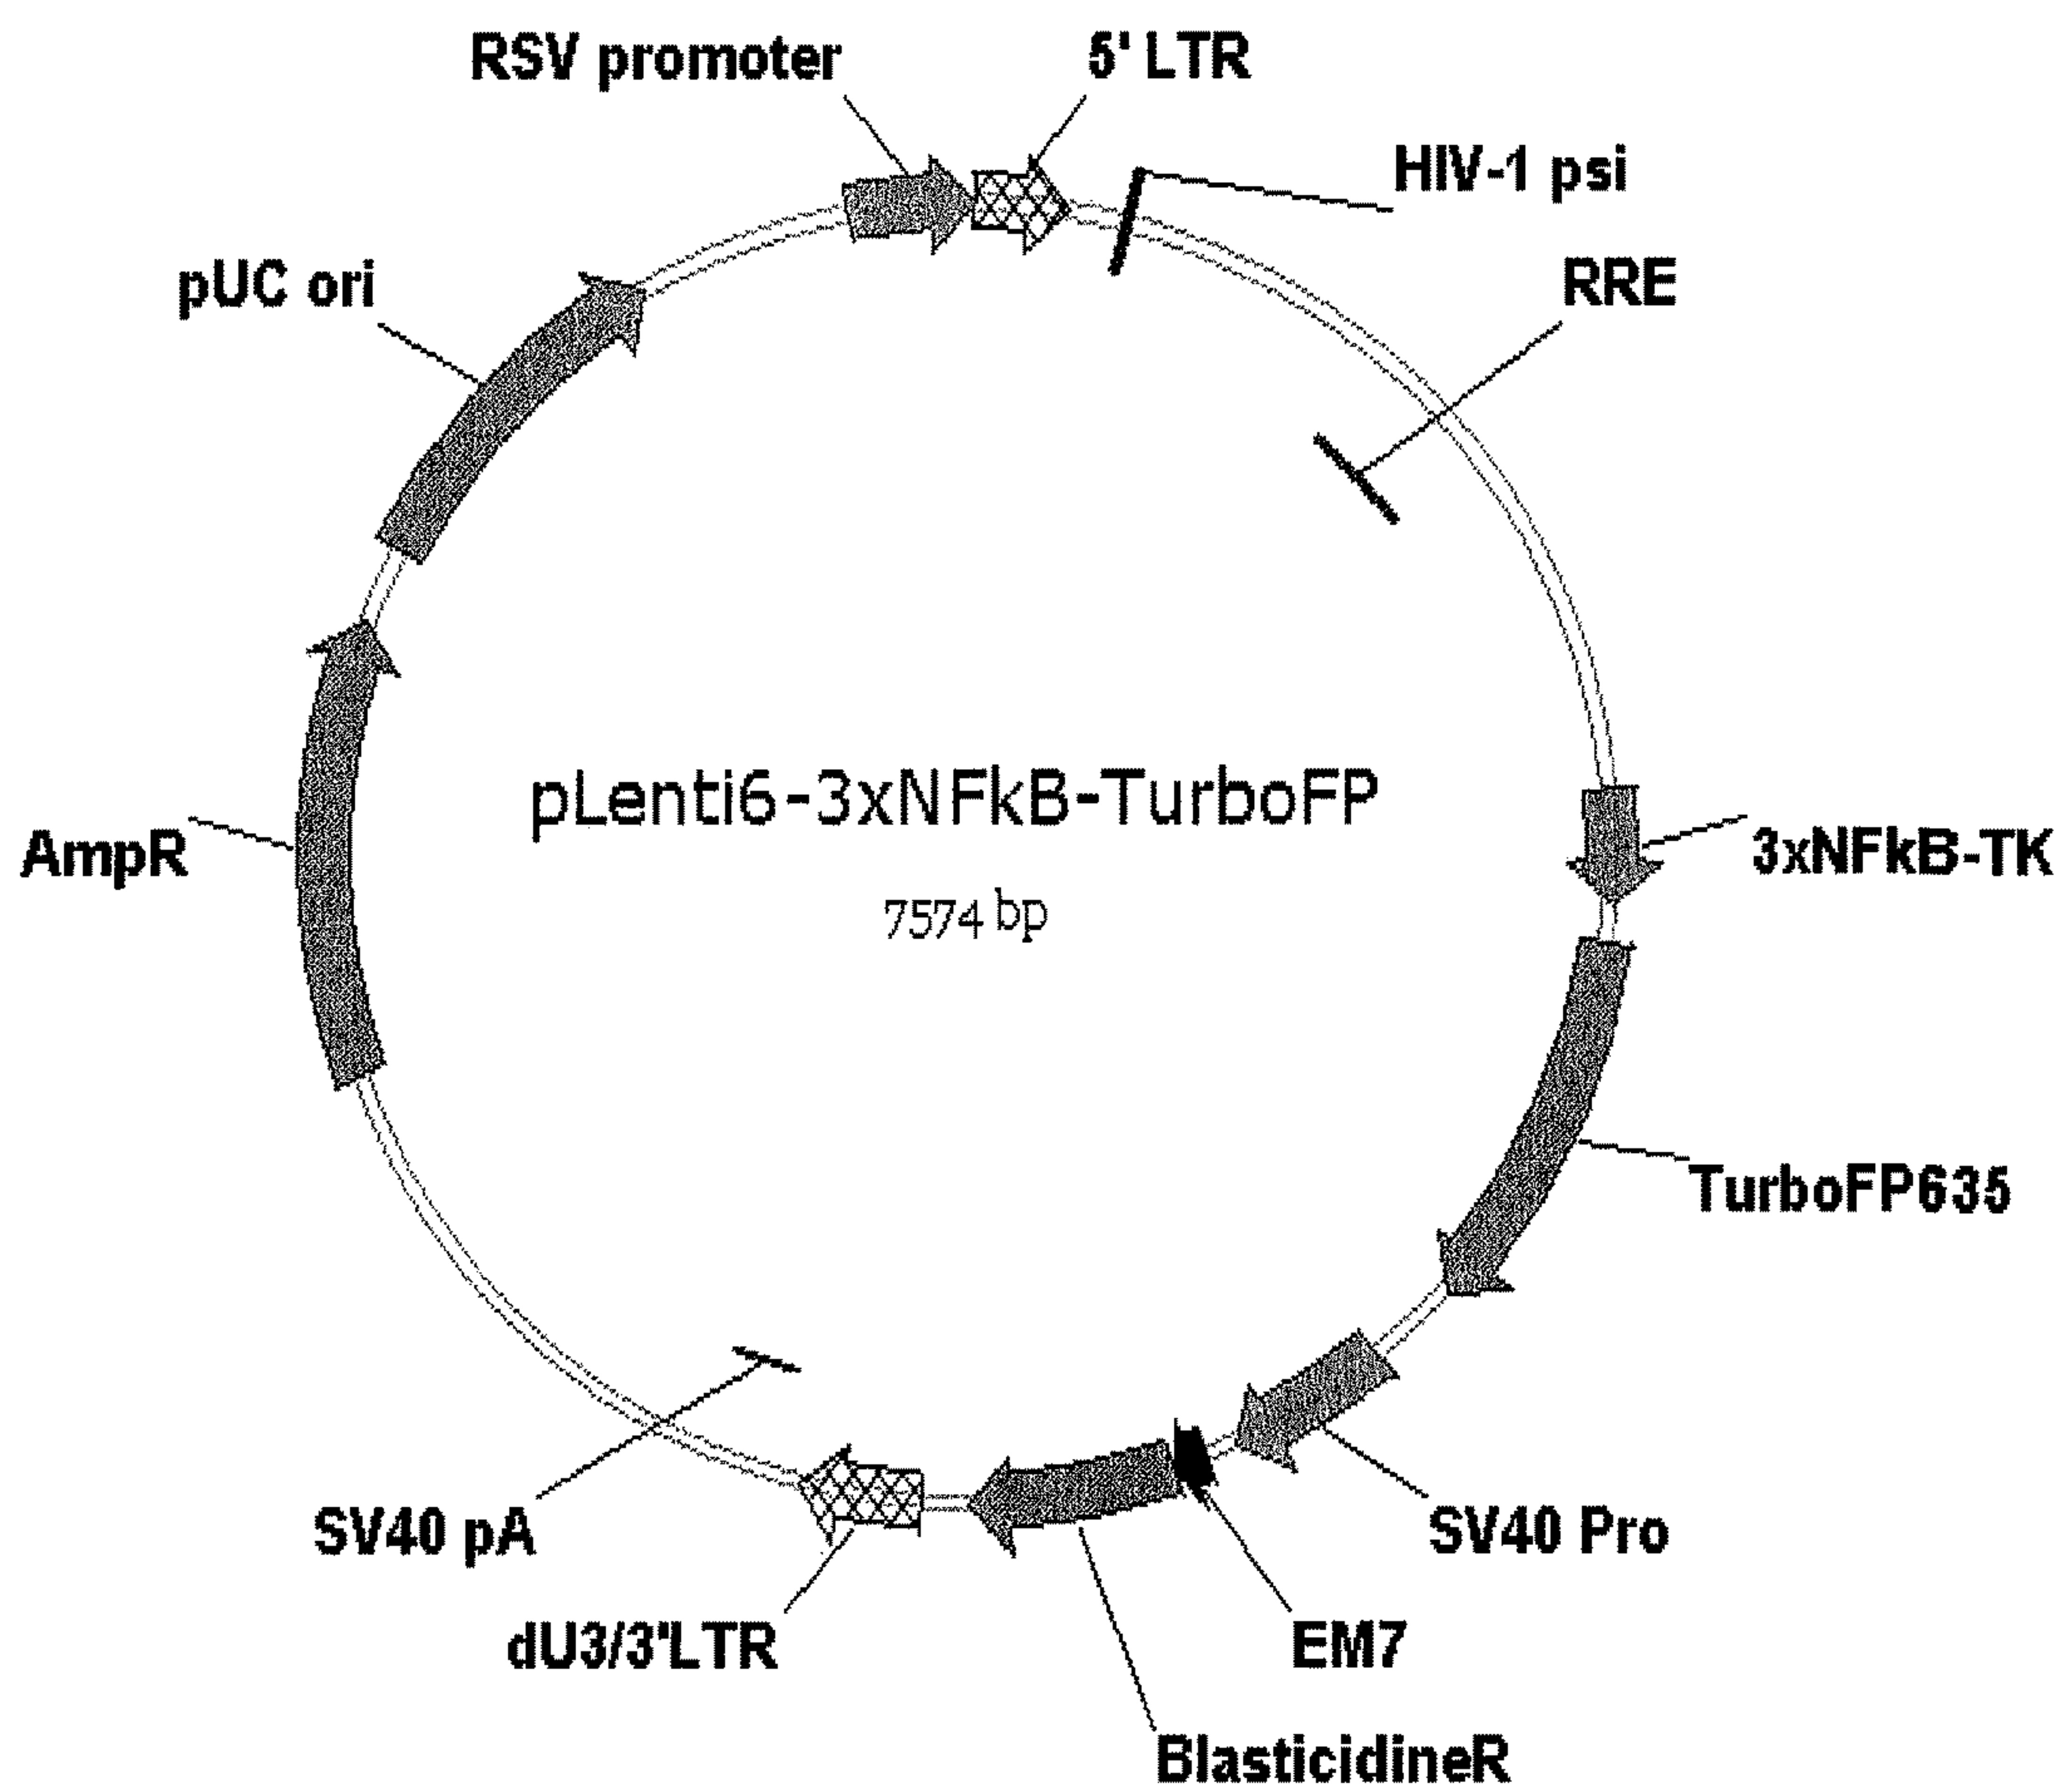 RSV promoter
5' LTR
HIV-1 psi
pUC ori
RRE
pLenti6-3xNFkB-TurboFP
AmpR
3xNFkB-TK
7574 bp
TurboFP635
SV40 pA
SV40 Pro
dU3/3'LTR
EM7
BlasticidineR